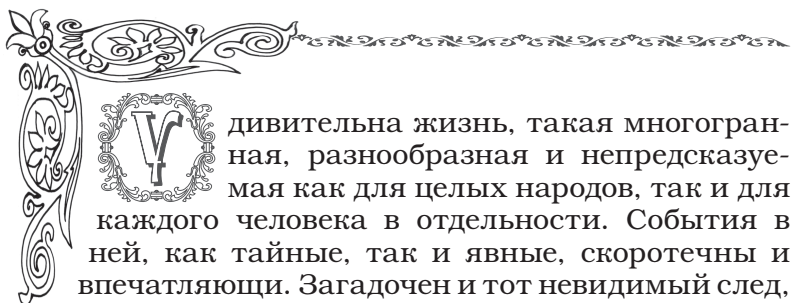 Удивительна жизнь, такая многогран-
ная, разнообразная и непредсказуе-
мая как для целых народов, так и для
каждого человека в отдельности. События в
ней, как тайные, так и явные, скоротечны и
впечатляющи. Загадочен и тот невидимый след,